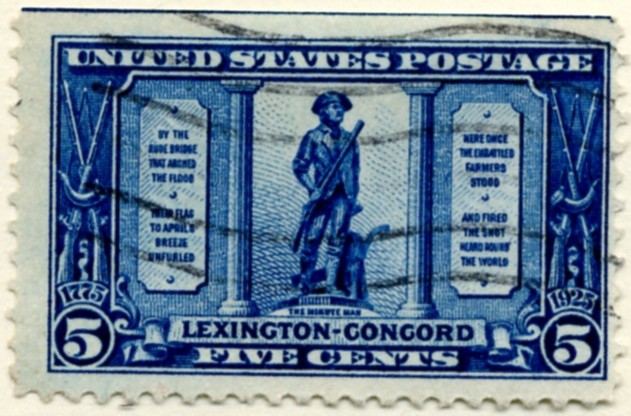 UNITED STATES POSTAGE
BY THE
RUDE BRIDGE
THAT ARCHED
THE FLOOD
THEIR FLAG
TO APRIL'S
BREEZE
UNFURLED
HERE ONCE
THE EMBATTLED
FARMERS
STOOD
AND FIRED
THE SHOT
HEARD ROUND
THE WORLD
1775
1925
THE MINUTE MAN
5
LEXINGTON-CONCORD
5
FIVE CENTS